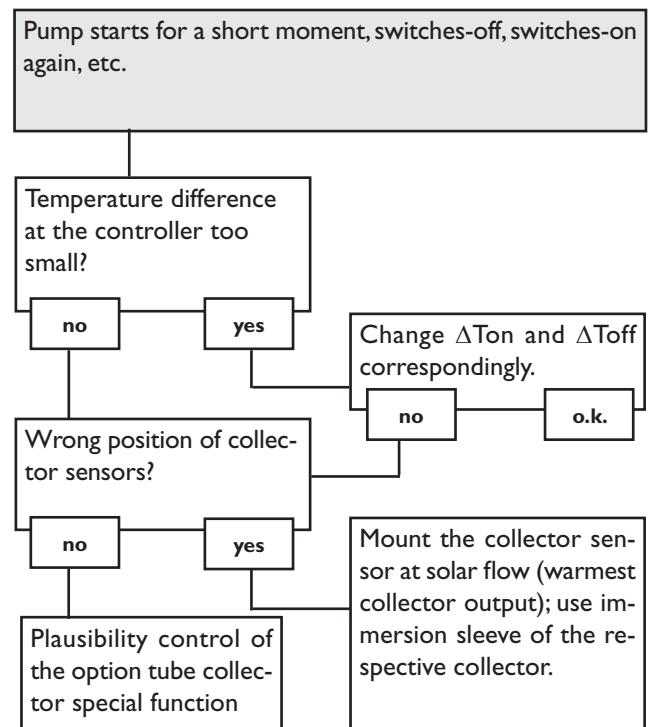 Pump starts for a short moment, switches-off, switches-on
again, etc.
Temperature difference
at the controller too
small?
no
yes
Change ΔTon and ΔToff
correspondingly.
no
o.k.
Wrong position of collec-
tor sensors?
no
yes
Mount the collector sen-
sor at solar flow (warmest
collector output); use im-
mersion sleeve of the re-
spective collector.
Plausibility control of
the option tube collec-
tor special function